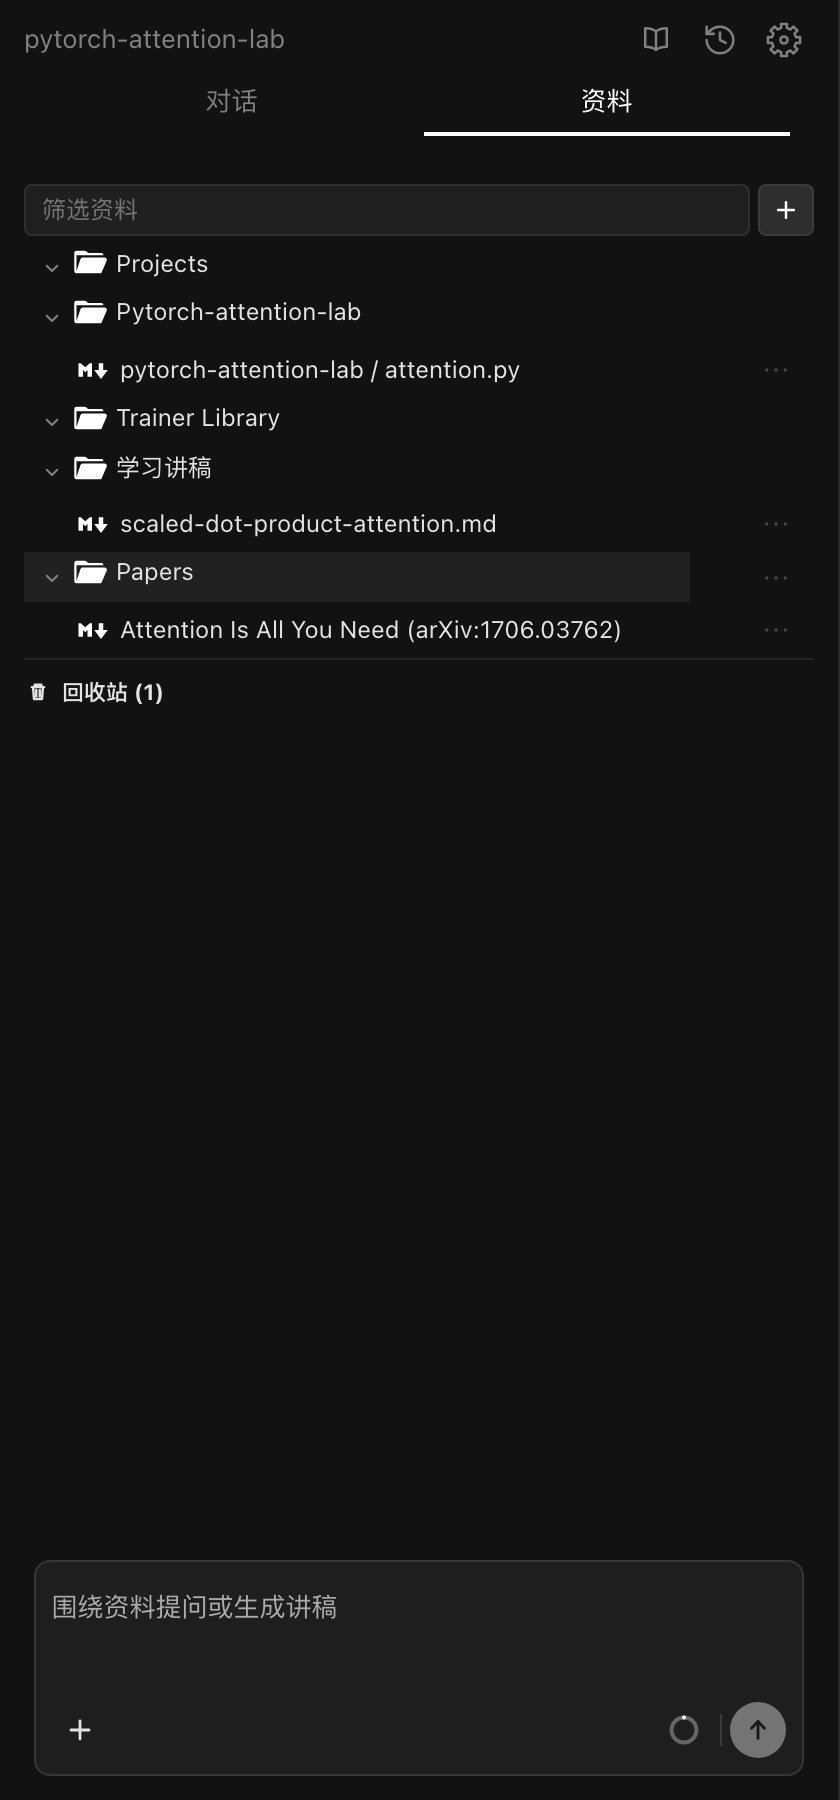 pytorch-attention-lab
对话
资料
筛选资料
Projects
Pytorch-attention-lab
pytorch-attention-lab / attention.py
Trainer Library
学习讲稿
scaled-dot-product-attention.md
Papers
Attention Is All You Need (arXiv:1706.03762)
回收站 (1)
围绕资料提问或生成讲稿